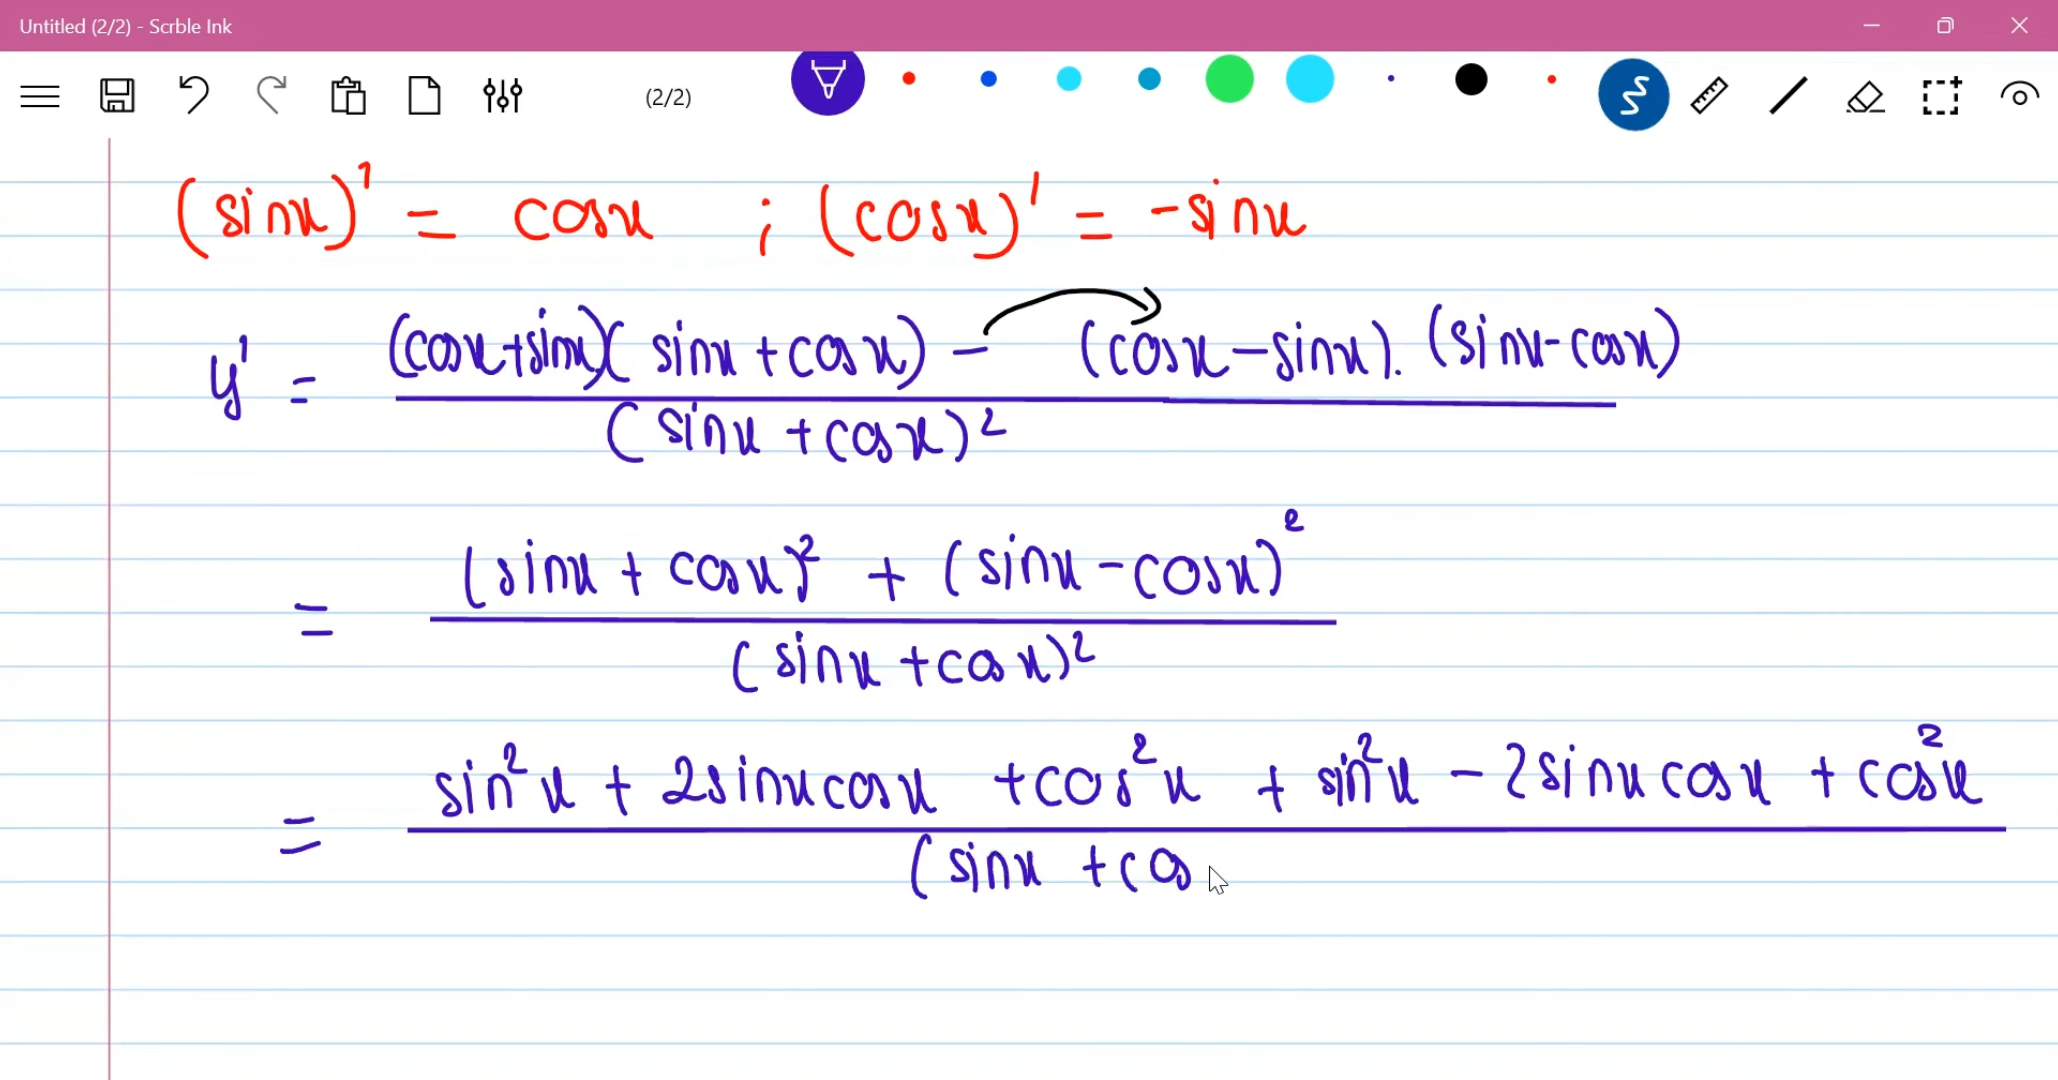 Untitled (2/2) - Scrble Ink
(2/2)
(sinx)' = cosx ; (cosx)' = -sinx
y' = (cosx+sinx)(sinx+cosx) - (cosx-sinx).(sinx-cosx)
(sinx+cosx)²
= (sinx + cosx)² + (sinx-cosx)²
(sinx+cosx)²
= sin²x + 2sinxcosx + cos²x + sin²x - 2sinxcosx + cos²x
(sinx + cos